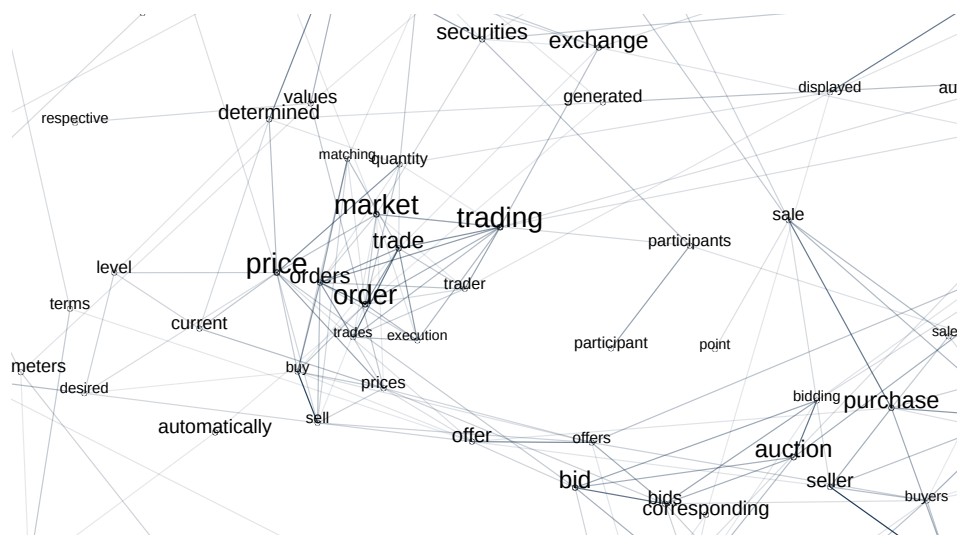 securities
exchange
displayed
au
generated
values
determined
respective
matching
quantity
market
trading
sale
trade
participants
price
orders
level
order
trader
terms
current
trades
execution
participant
point
sale
meters
buy
desired
prices
bidding
purchase
sell
automatically
offer
offers
auction
bid
seller
bids
corresponding
buyers